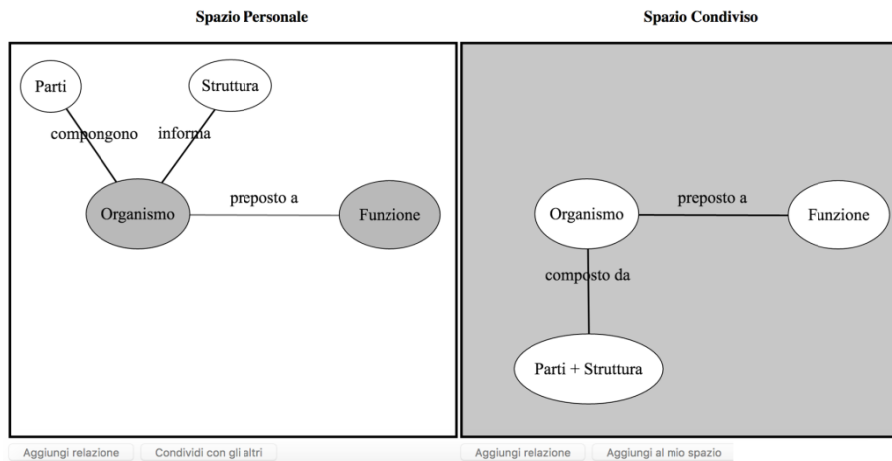 Spazio Personale
Parti
Struttura
compongono
informa
Organismo
preposto a
Funzione
Aggiungi relazione
Condividi con gli altri
Spazio Condiviso
Organismo
preposto a
Funzione
composto da
Parti + Struttura
Aggiungi relazione
Aggiungi al mio spazio